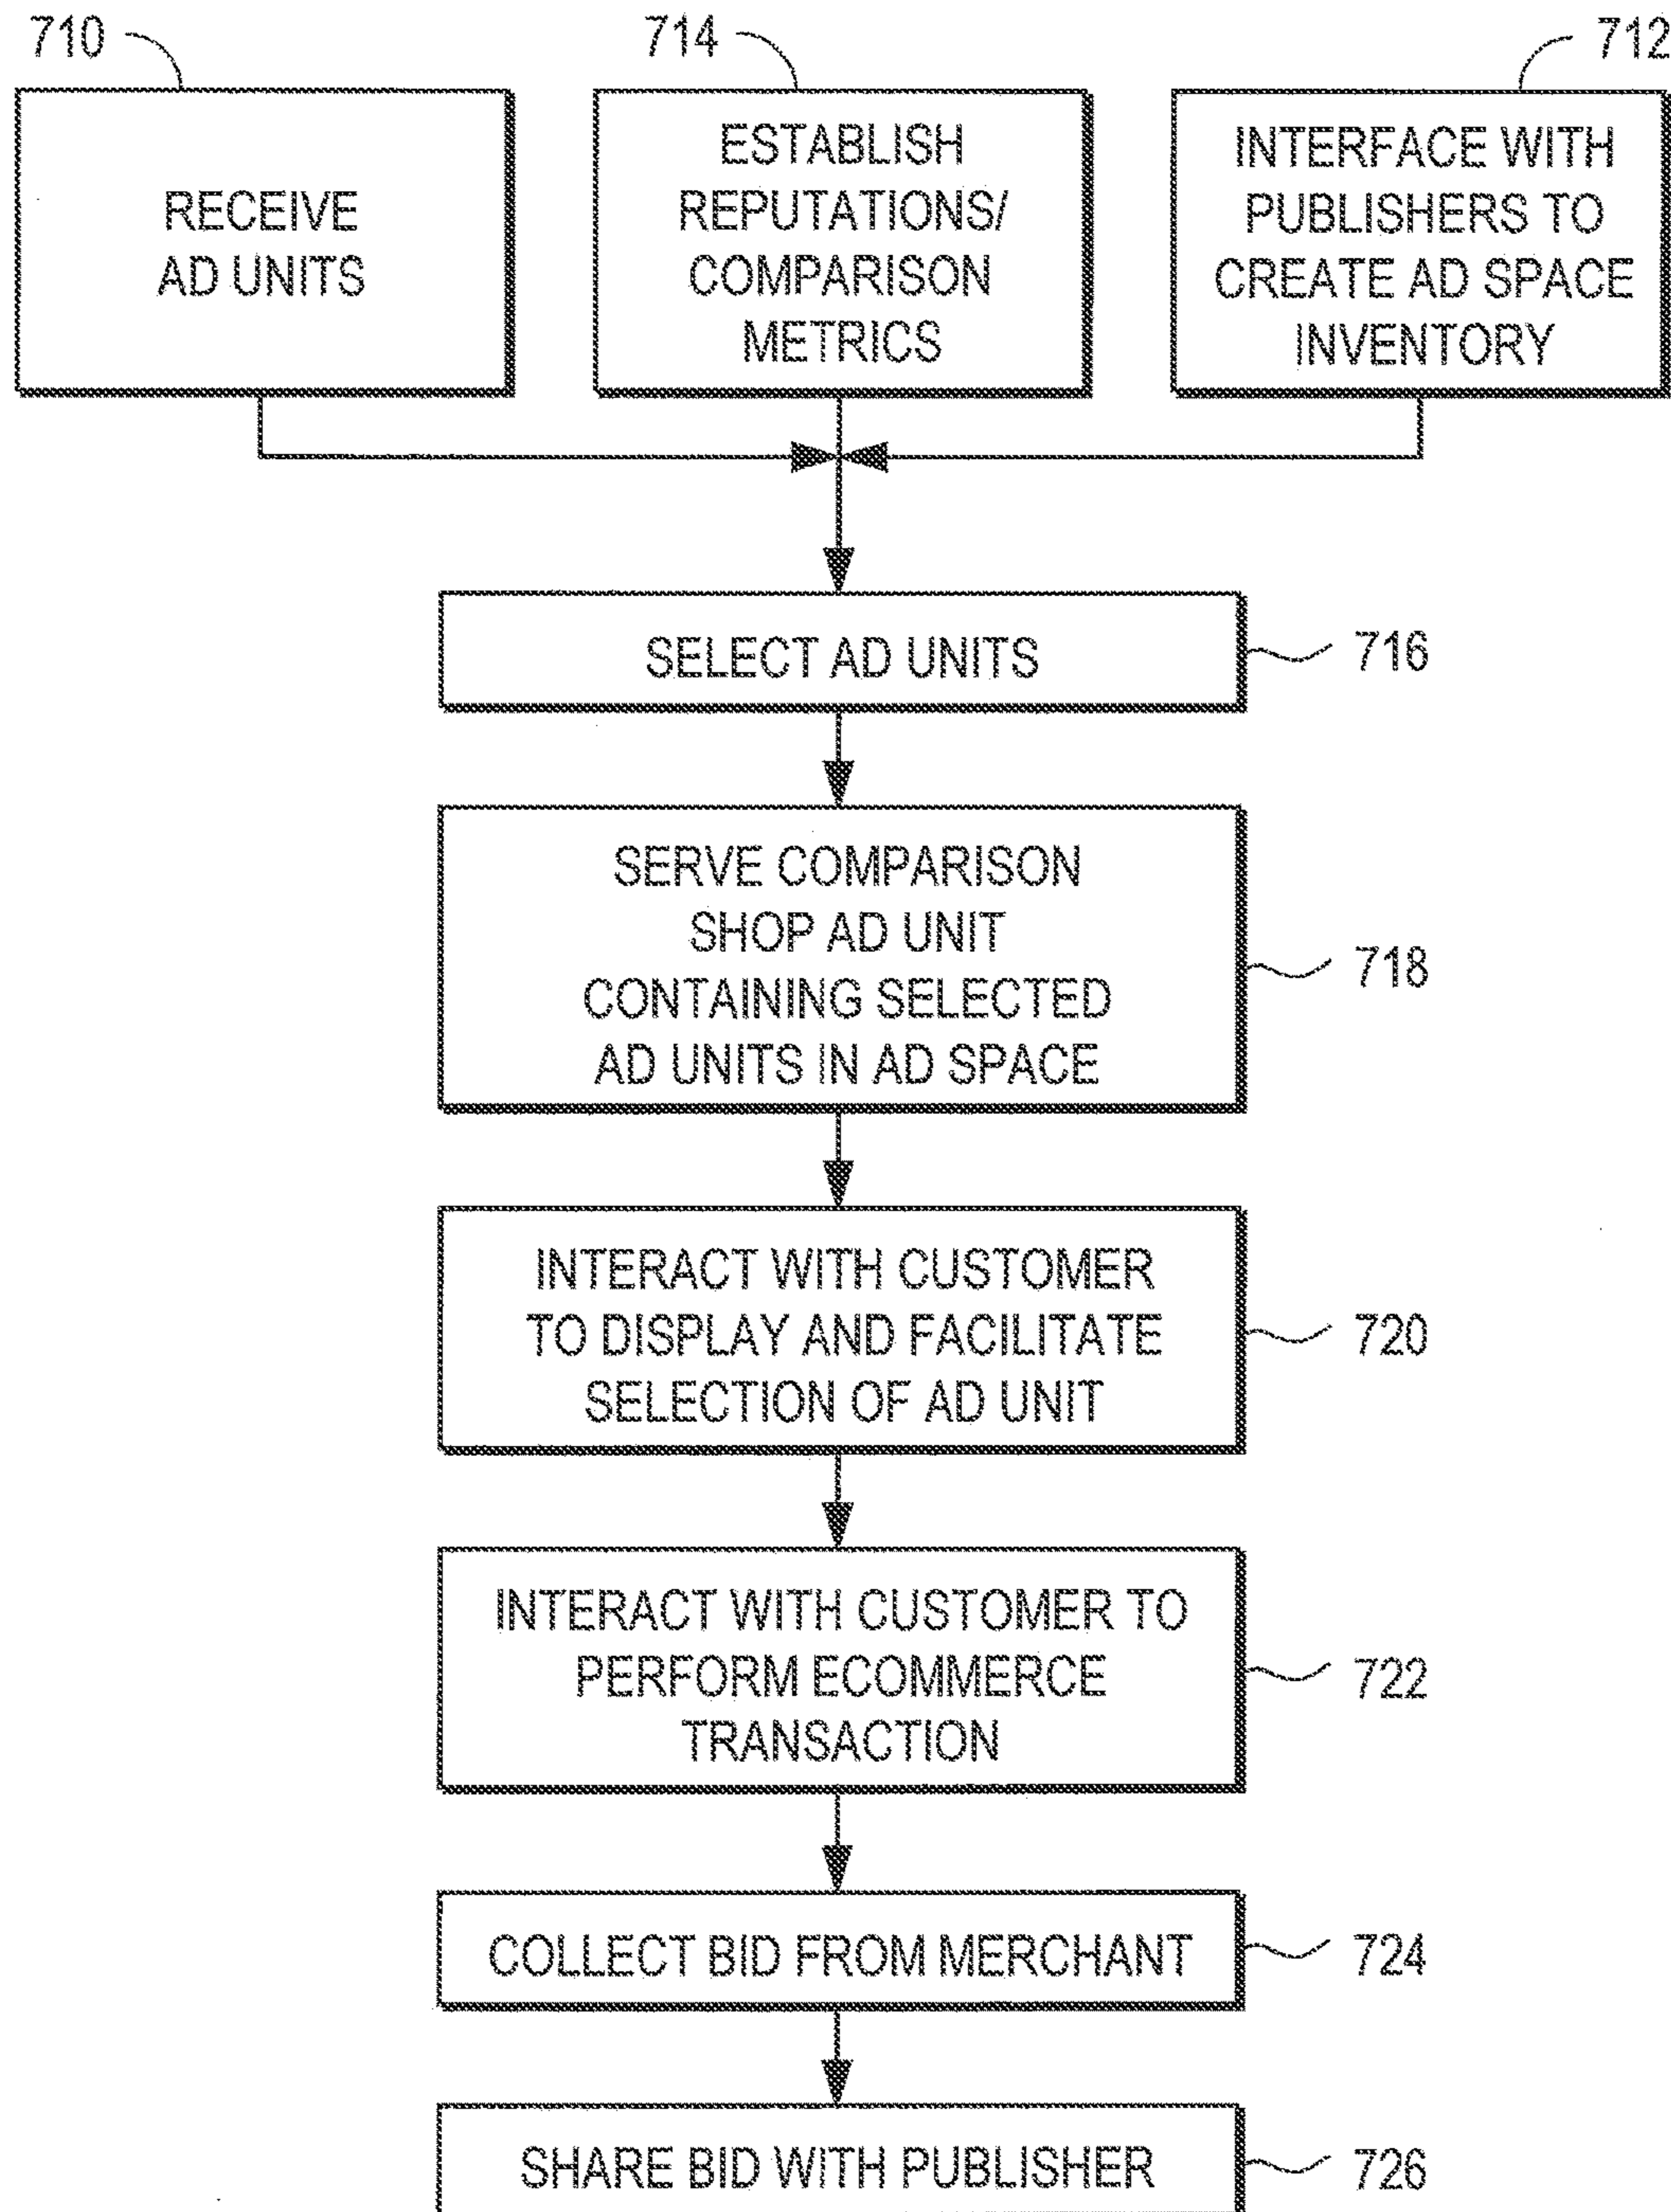 710
714
712
RECEIVE
AD UNITS
ESTABLISH
REPUTATIONS/
COMPARISON
METRICS
INTERFACE WITH
PUBLISHERS TO
CREATE AD SPACE
INVENTORY
SELECT AD UNITS
716
SERVE COMPARISON
SHOP AD UNIT
CONTAINING SELECTED
AD UNITS IN AD SPACE
718
INTERACT WITH CUSTOMER
TO DISPLAY AND FACILITATE
SELECTION OF AD UNIT
720
INTERACT WITH CUSTOMER TO
PERFORM ECOMMERCE
TRANSACTION
722
COLLECT BID FROM MERCHANT
724
SHARE BID WITH PUBLISHER
726